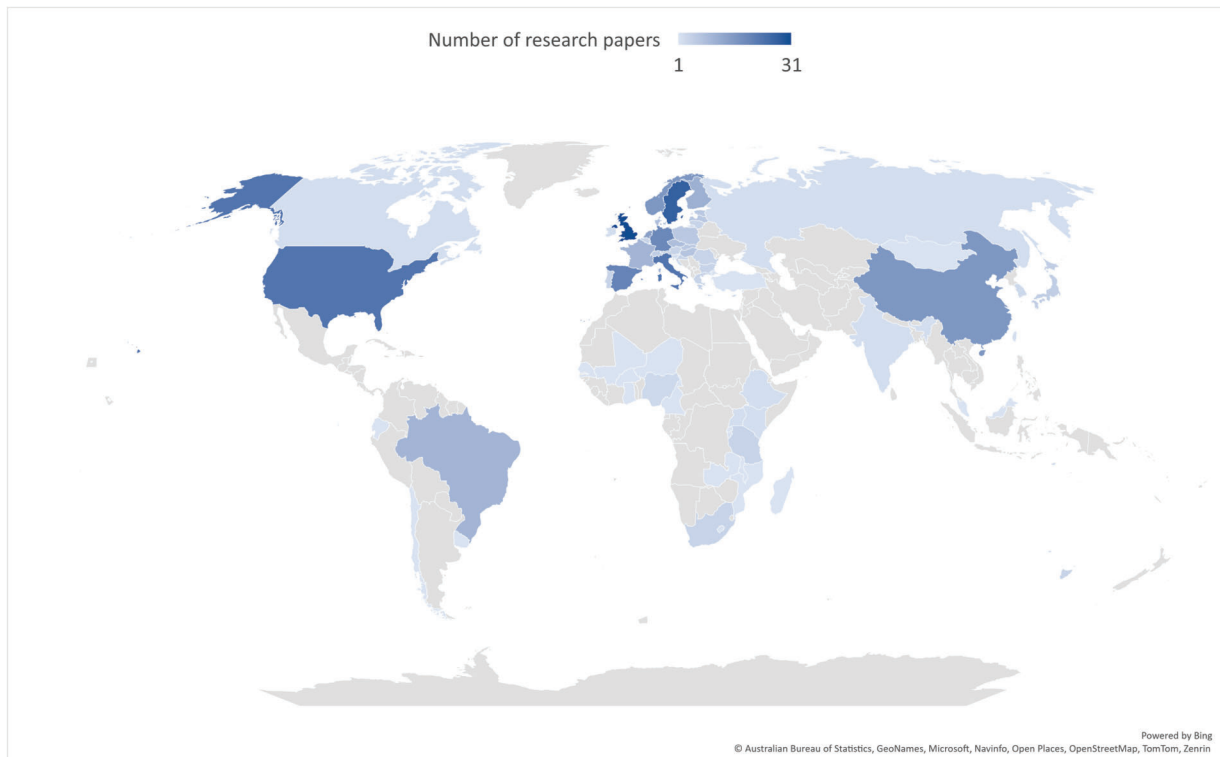 Number of research papers
1 31
Powered by Bing
© Australian Bureau of Statistics, GeoNames, Microsoft, Navinfo, Open Places, OpenStreetMap, TomTom, Zenrin